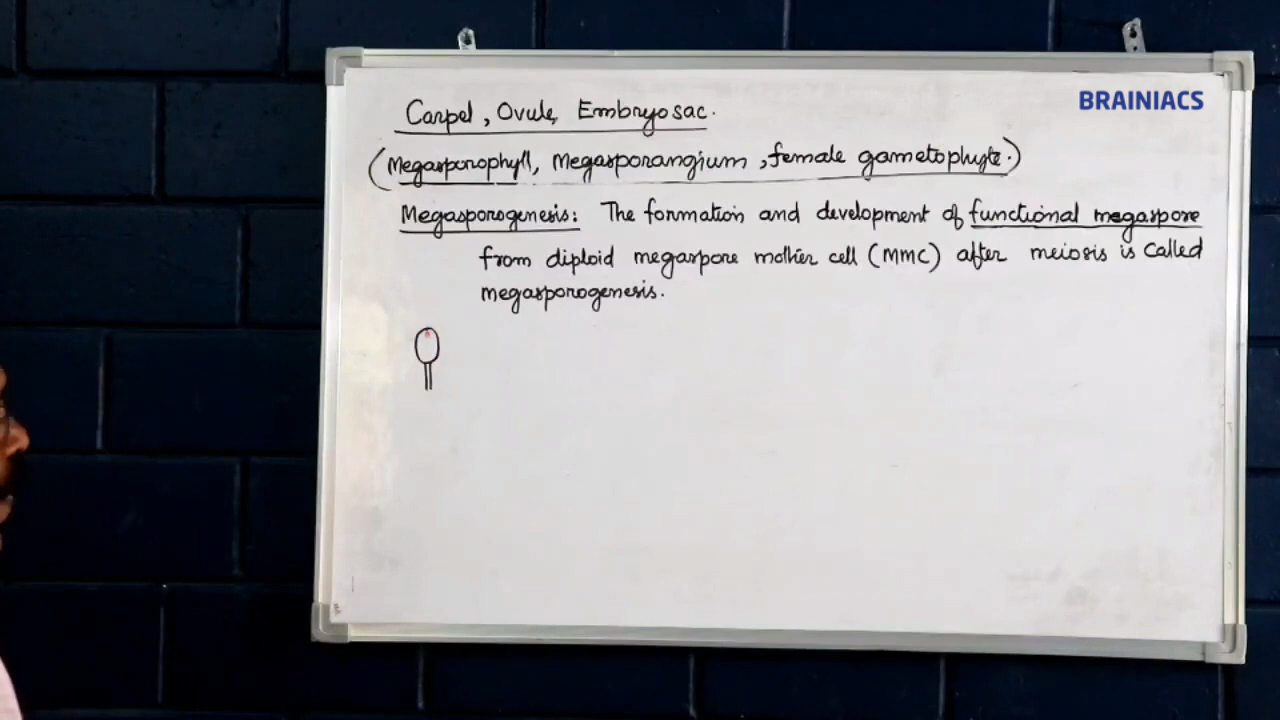 BRAINIACS
Carpel, Ovule, Embryosac.
(Megasporophyll, Megasporangium, female gametophyte.)
Megasporogenesis: The formation and development of functional megaspore
from diploid megaspore mother cell (MMC) after meiosis is called
megasporogenesis.